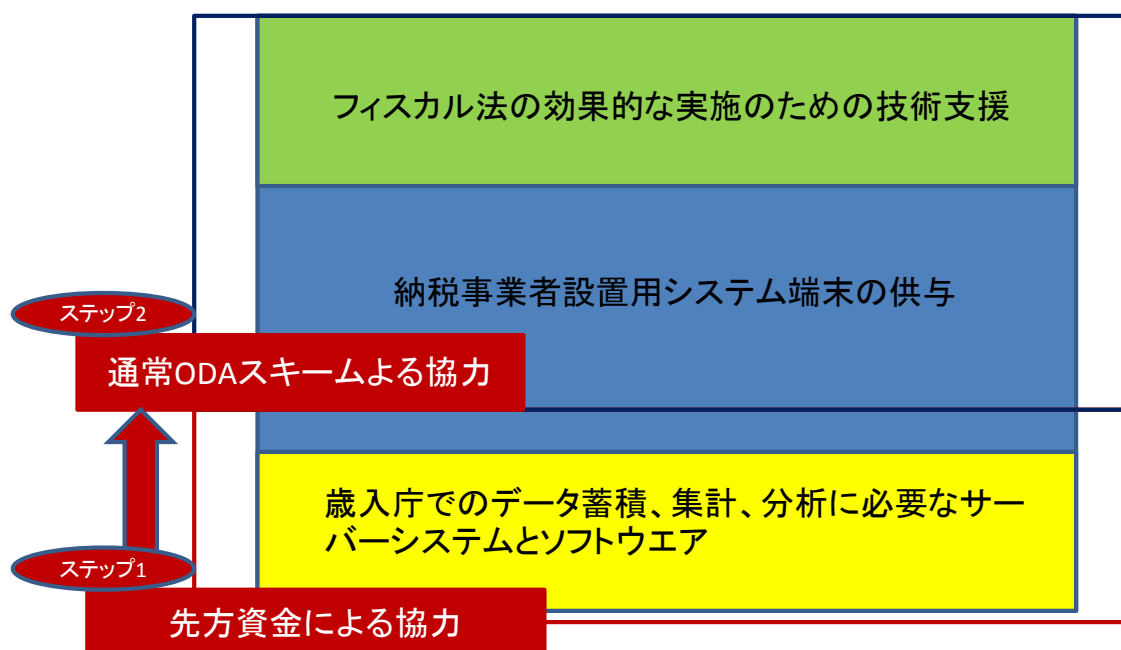 フィスカル法の効果的な実施のための技術支援
納税事業者設置用システム端末の供与
ステップ2
通常ODAスキームよる協力
歳入庁でのデータ蓄積、集計、分析に必要なサー
バーシステムとソフトウエア
ステップ1
先方資金による協力